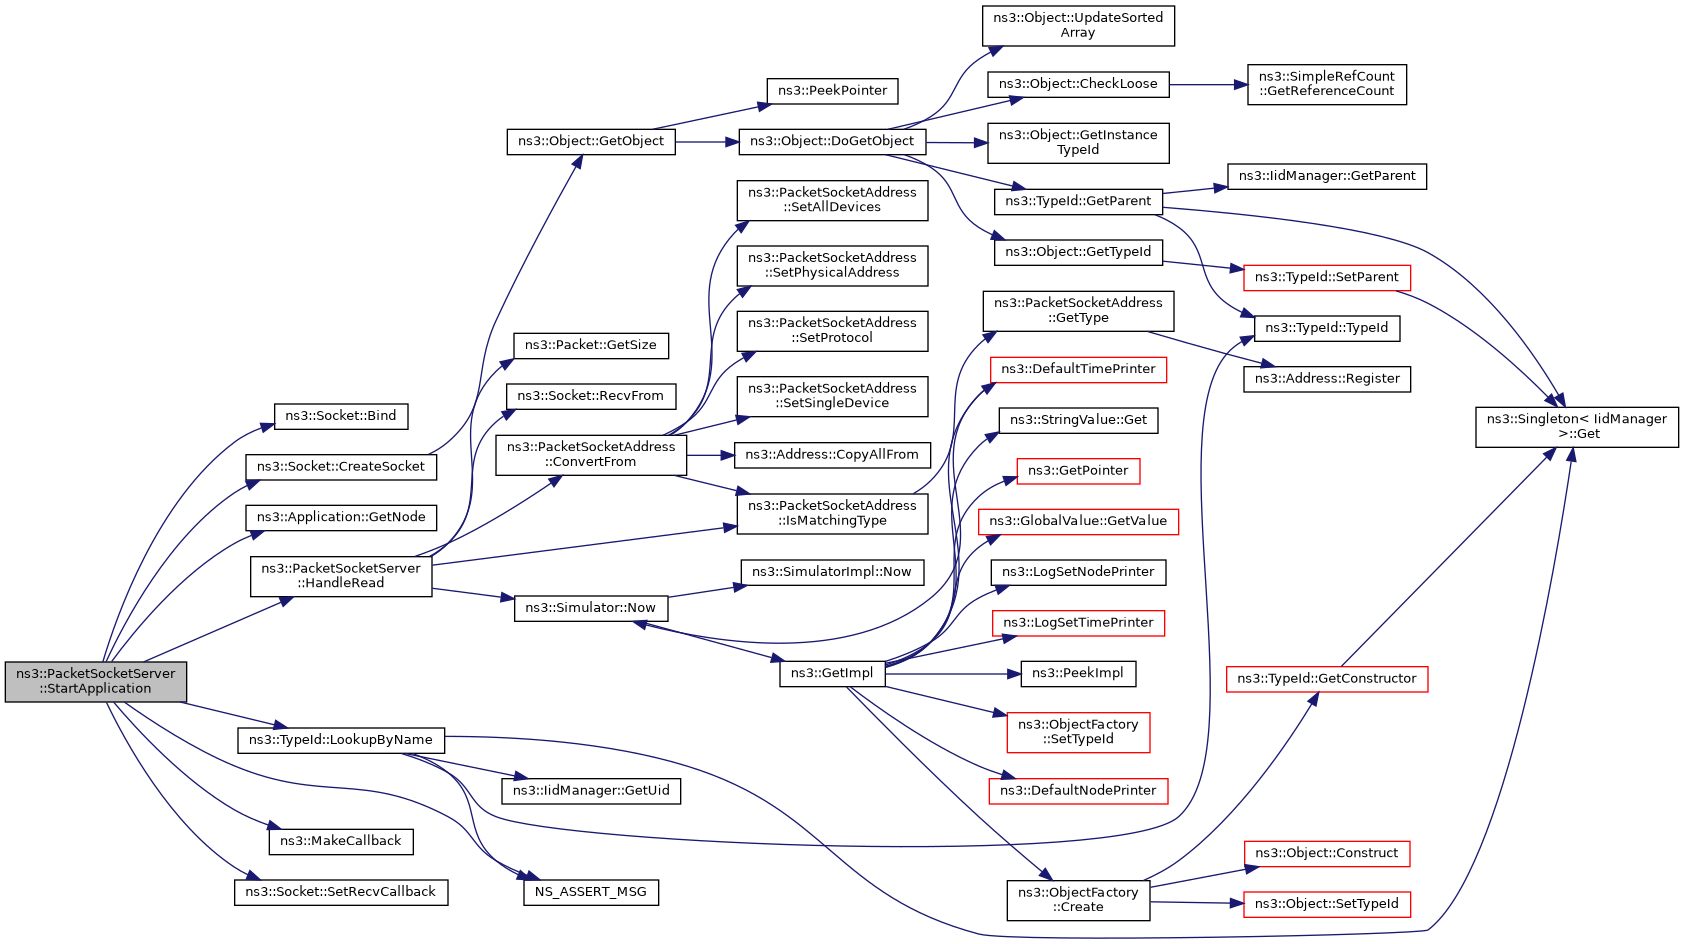 ns3::Object::UpdateSorted
Array
ns3::Object::CheckLoose
ns3::SimpleRefCount
::GetReferenceCount
ns3::PeekPointer
ns3::Object::GetObject
ns3::Object::DoGetObject
ns3::Object::GetInstance
TypeId
ns3::IidManager::GetParent
ns3::PacketSocketAddress
::SetAllDevices
ns3::TypeId::GetParent
ns3::Object::GetTypeId
ns3::PacketSocketAddress
::SetPhysicalAddress
ns3::TypeId::SetParent
ns3::PacketSocketAddress
::GetType
ns3::PacketSocketAddress
::SetProtocol
ns3::TypeId::TypeId
ns3::Packet::GetSize
ns3::DefaultTimePrinter
ns3::Address::Register
ns3::Socket::RecvFrom
ns3::PacketSocketAddress
::SetSingleDevice
ns3::Socket::Bind
ns3::StringValue::Get
ns3::Singleton< IidManager
>::Get
ns3::PacketSocketAddress
::ConvertFrom
ns3::Address::CopyAllFrom
ns3::Socket::CreateSocket
ns3::GetPointer
ns3::Application::GetNode
ns3::PacketSocketAddress
::IsMatchingType
ns3::GlobalValue::GetValue
ns3::PacketSocketServer
::HandleRead
ns3::SimulatorImpl::Now
ns3::LogSetNodePrinter
ns3::Simulator::Now
ns3::LogSetTimePrinter
ns3::PacketSocketServer
::StartApplication
ns3::GetImpl
ns3::PeekImpl
ns3::TypeId::GetConstructor
ns3::ObjectFactory
::SetTypeId
ns3::TypeId::LookupByName
ns3::IidManager::GetUid
ns3::DefaultNodePrinter
ns3::MakeCallback
ns3::Object::Construct
ns3::Socket::SetRecvCallback
NS_ASSERT_MSG
ns3::ObjectFactory
::Create
ns3::Object::SetTypeId